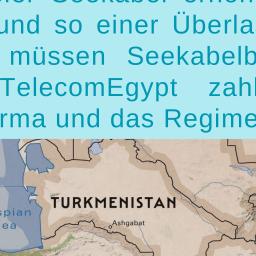 und so einer Überla
müssen Seekabelb
TelecomEgypt zahl
rma und das Regime
TURKMENISTAN
Ashgabat
spian
ea